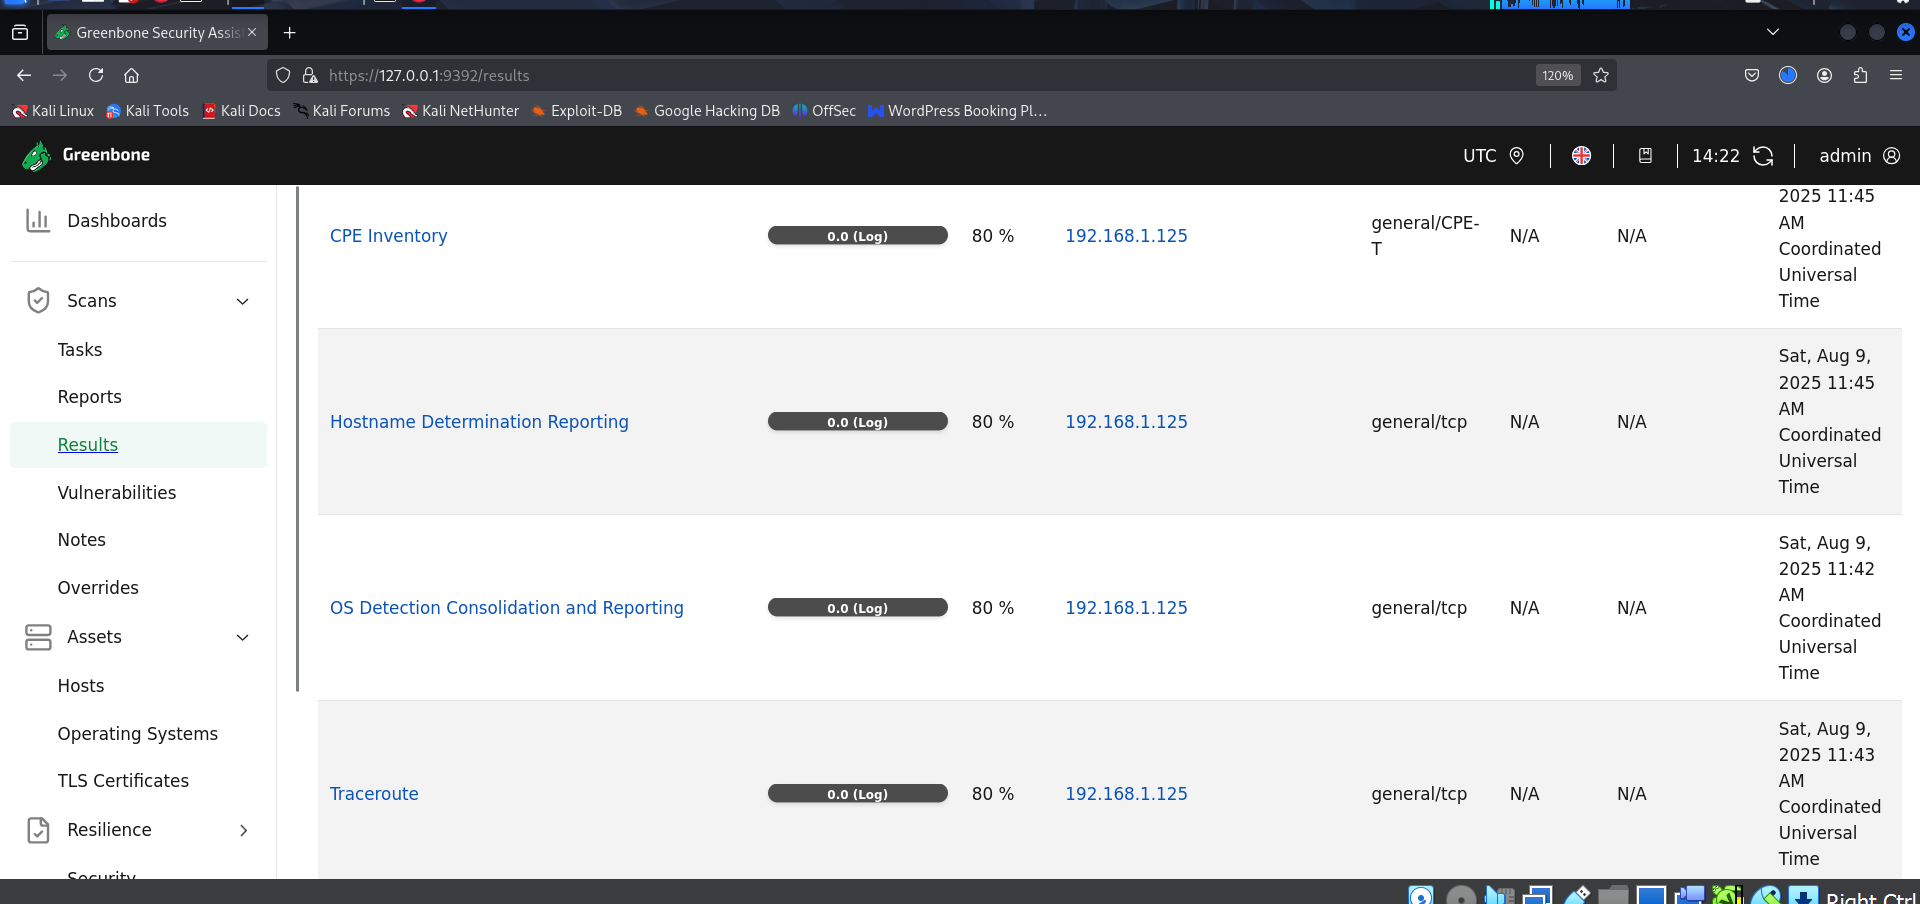 Greenbone Security Assis
https://127.0.0.1:9392/results
120%
Kali Linux
Kali Tools
Kali Docs
Kali Forums
Kali NetHunter
Exploit-DB
Google Hacking DB
OffSec
WordPress Booking Pl…
Greenbone
UTC
14:22
admin
Dashboards
Scans
Tasks
Reports
Results
Vulnerabilities
Notes
Overrides
Assets
Hosts
Operating Systems
TLS Certificates
Resilience
Security
CPE Inventory
0.0 (Log)
80 %
192.168.1.125
general/CPE-
T
N/A
N/A
2025 11:45
AM
Coordinated
Universal
Time
Hostname Determination Reporting
0.0 (Log)
80 %
192.168.1.125
general/tcp
N/A
N/A
Sat, Aug 9,
2025 11:45
AM
Coordinated
Universal
Time
OS Detection Consolidation and Reporting
0.0 (Log)
80 %
192.168.1.125
general/tcp
N/A
N/A
Sat, Aug 9,
2025 11:42
AM
Coordinated
Universal
Time
Traceroute
0.0 (Log)
80 %
192.168.1.125
general/tcp
N/A
N/A
Sat, Aug 9,
2025 11:43
AM
Coordinated
Universal
Time
Right Ctrl